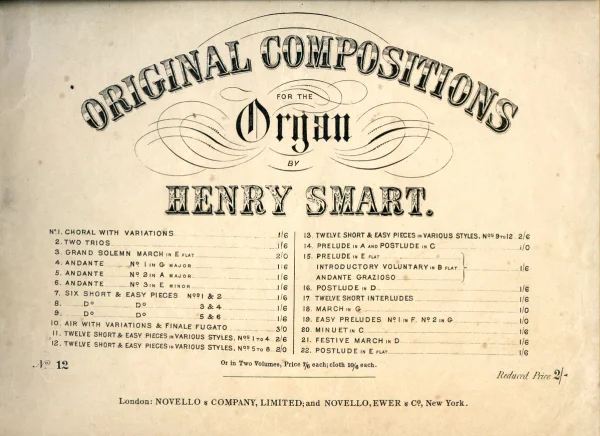 ORIGINAL COMPOSITIONS
FOR THE
Organ
BY
HENRY SMART.
No 1. CHORAL WITH VARIATIONS 1/6
2. TWO TRIOS 1/6
3. GRAND SOLEMN MARCH IN E FLAT 2/0
4. ANDANTE No 1 IN G MAJOR 1/6
5. ANDANTE No 2 IN A MAJOR 1/6
6. ANDANTE No 3 IN E MINOR 1/6
7. SIX SHORT & EASY PIECES Nos 1 & 2 1/6
8. Do Do 3 & 4 1/6
9. Do Do 5 & 6 1/6
10. AIR WITH VARIATIONS & FINALE FUGATO 3/0
11. TWELVE SHORT & EASY PIECES IN VARIOUS STYLES, Nos 1 TO 4 2/6
12. TWELVE SHORT & EASY PIECES IN VARIOUS STYLES, Nos 5 TO 8 2/0
13 TWELVE SHORT & EASY PIECES IN VARIOUS STYLES, Nos 9 TO 12 2/6
14. PRELUDE IN A AND POSTLUDE IN C 1/0
15. PRELUDE IN E FLAT
INTRODUCTORY VOLUNTARY IN B FLAT 1/6
ANDANTE GRAZIOSO
16. POSTLUDE IN D 1/6
17. TWELVE SHORT INTERLUDES 1/6
18. MARCH IN G 1/0
19. EASY PRELUDES No 1 IN F. No 2 IN G 1/0
20. MINUET IN C 1/6
21. FESTIVE MARCH IN D 1/6
22. POSTLUDE IN E FLAT 1/6
No 12
Or in Two Volumes, Price 7/6 each; cloth each.
Reduced Price 2/-
London: NOVELLO & COMPANY, LIMITED; and NOVELLO, EWER & Co, New York.